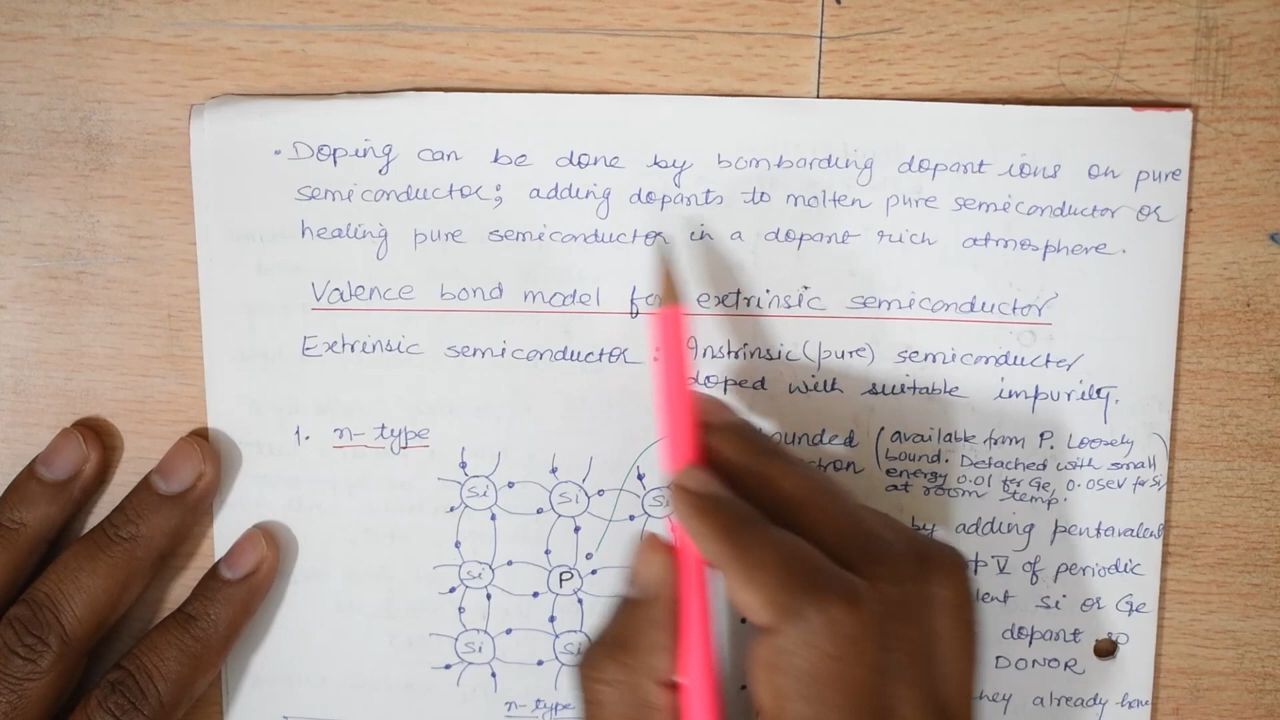 • Doping can be done by bombarding dopant ions on pure
semiconductor; adding dopants to molten pure semiconductor or
heating pure semiconductor in a dopant rich atmosphere.
Valence bond model for extrinsic semiconductor
Extrinsic semiconductor : Instrinsic (pure) semiconductor
doped with suitable impurity.
1. n-type
(available from P. Loosely
bound. Detached with small
energy 0.01 for Ge, 0.05eV for Si
at room temp.)
Si Si Si
by adding pentavalent
Si P
V of periodic
Si or Ge
Si Si
dopant so
DONOR
n-type
they already have